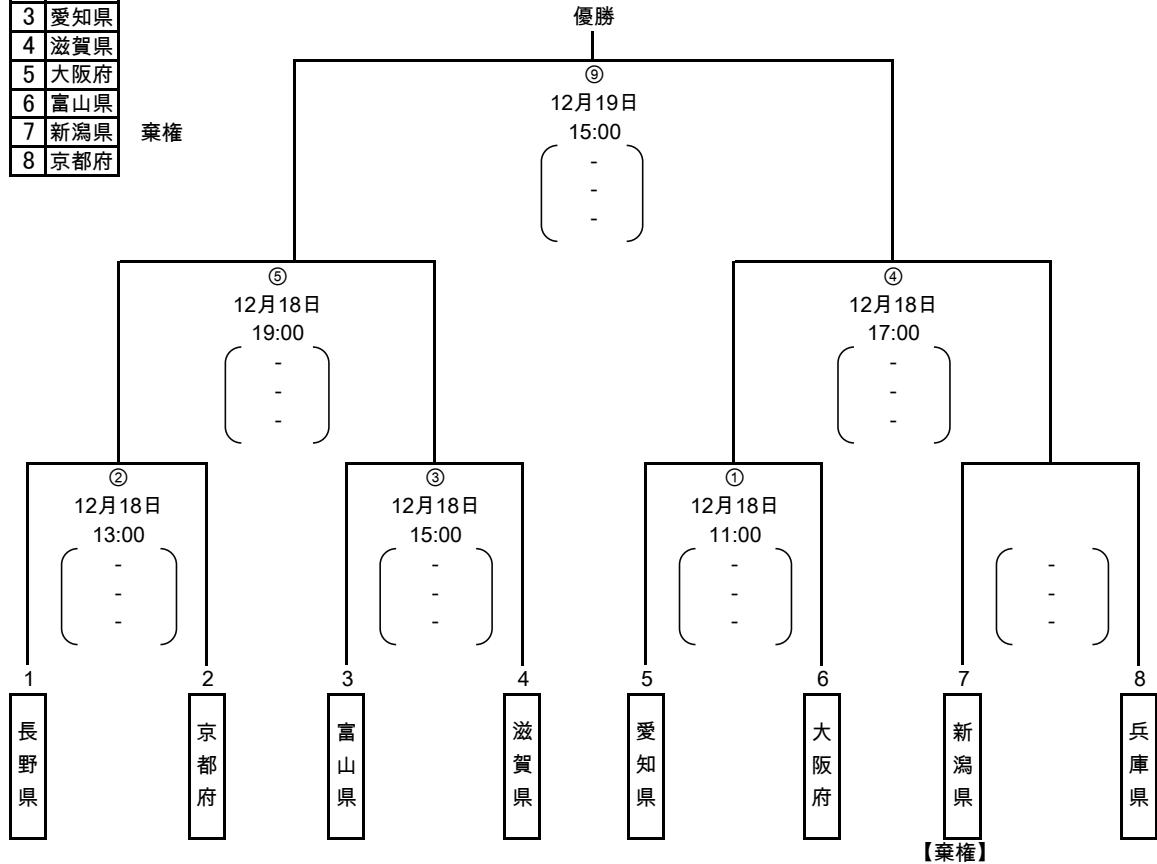 3 愛知県
4 滋賀県
5 大阪府
6 富山県
7 新潟県 棄権
8 京都府
優勝
⑨
12月19日
15:00
-
-
-
⑤ ④
12月18日 12月18日
19:00 17:00
- -
- -
- -
② ③ ①
12月18日 12月18日 12月18日
13:00 15:00 11:00
- - - -
- - - -
- - - -
1 2 3 4 5 6 7 8
長野県 京都府 富山県 滋賀県 愛知県 大阪府 新潟県 兵庫県
【棄権】